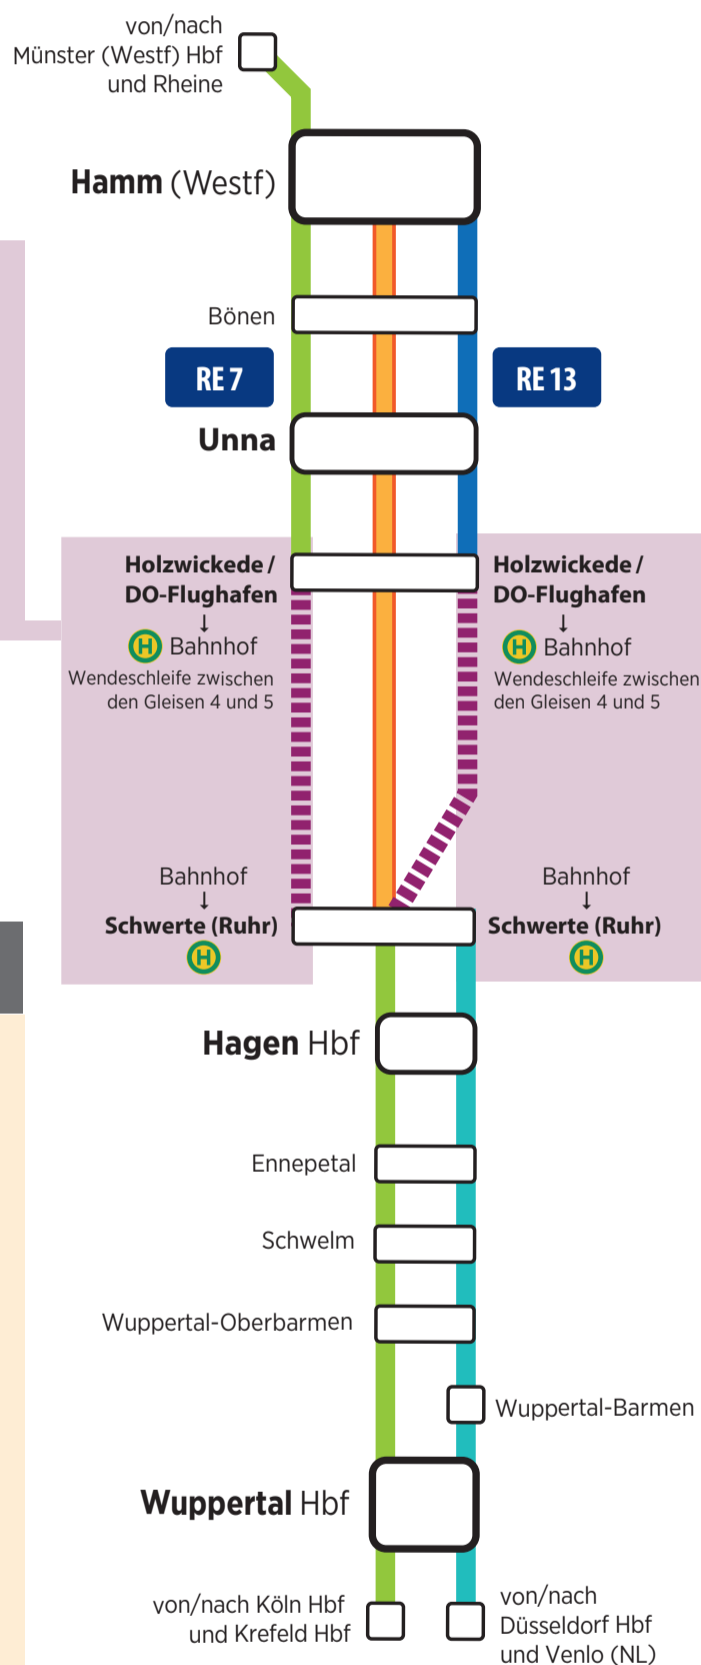 von/nach
Münster (Westf) Hbf
und Rheine
Hamm (Westf)
Bönen
RE 7
RE 13
Unna
Holzwickede /
DO-Flughafen
↓
H Bahnhof
Wendeschleife zwischen
den Gleisen 4 und 5
Holzwickede /
DO-Flughafen
↓
H Bahnhof
Wendeschleife zwischen
den Gleisen 4 und 5
Bahnhof
↓
Schwerte (Ruhr)
H
Bahnhof
↓
Schwerte (Ruhr)
H
Hagen Hbf
Ennepetal
Schwelm
Wuppertal-Oberbarmen
Wuppertal-Barmen
Wuppertal Hbf
von/nach Köln Hbf
und Krefeld Hbf
von/nach
Düsseldorf Hbf
und Venlo (NL)